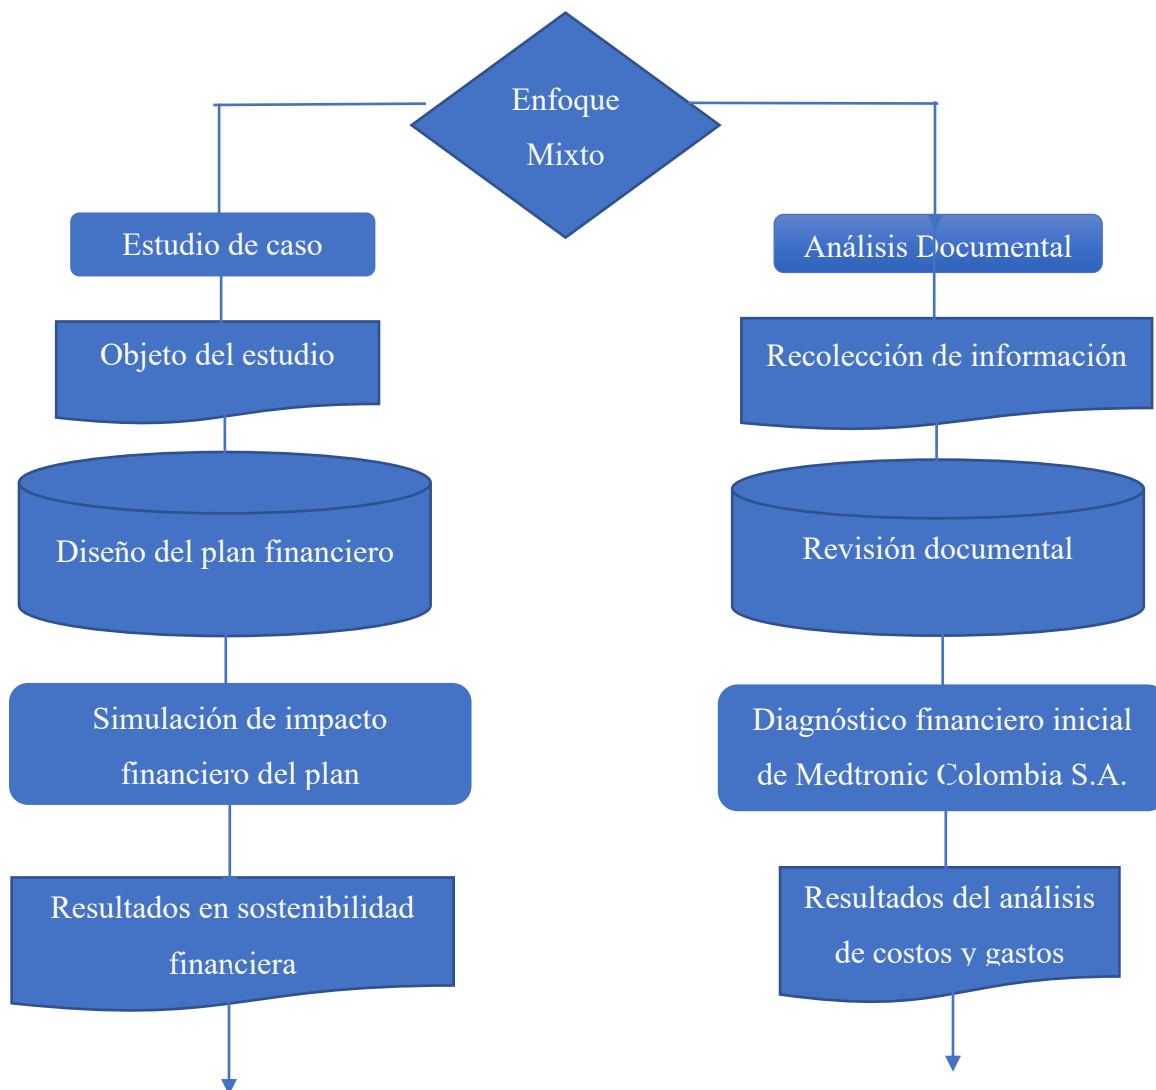 Enfoque
Mixto
Estudio de caso
Objeto del estudio
Diseño del plan financiero
Simulación de impacto
financiero del plan
Resultados en sostenibilidad
financiera
Análisis Documental
Recolección de información
Revisión documental
Diagnóstico financiero inicial
de Medtronic Colombia S.A.
Resultados del análisis
de costos y gastos